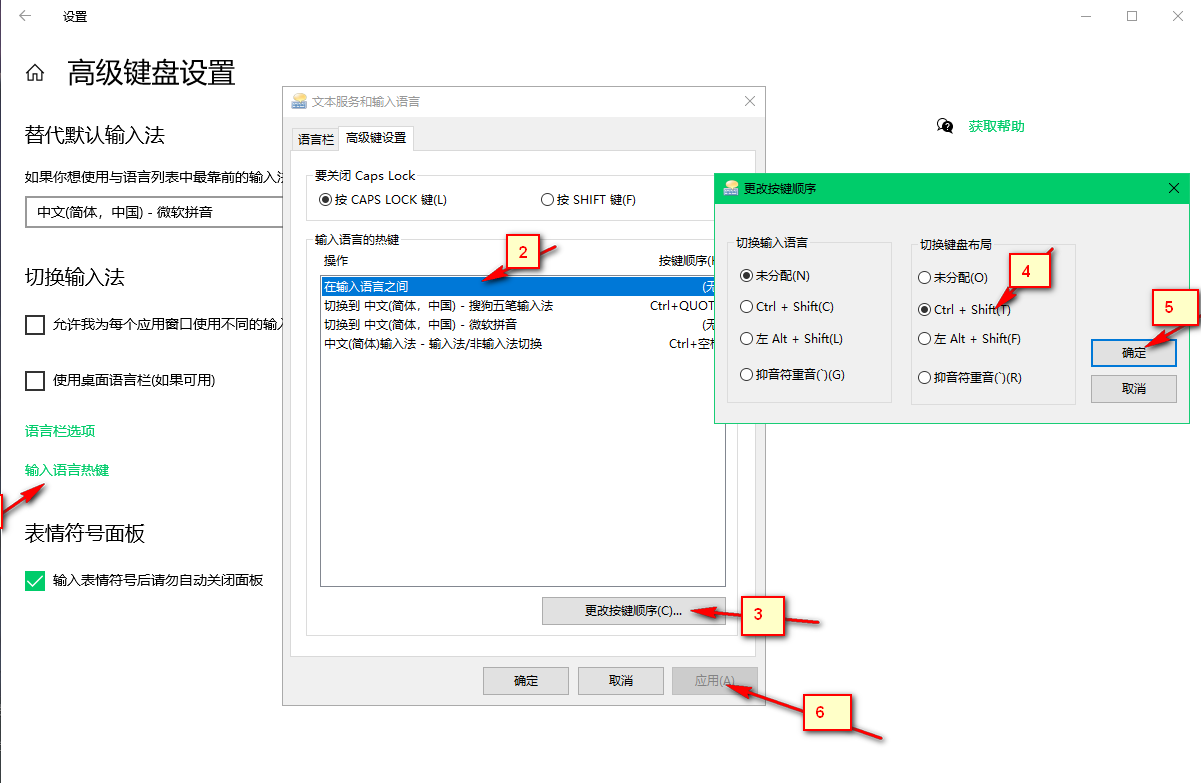 设置
高级键盘设置
替代默认输入法
如果你想使用与语言列表中最靠前的输入法
中文(简体，中国) - 微软拼音
切换输入法
允许我为每个应用窗口使用不同的输入
使用桌面语言栏(如果可用)
语言栏选项
输入语言热键
表情符号面板
输入表情符号后请勿自动关闭面板
获取帮助
文本服务和输入语言
语言栏
高级键设置
要关闭 Caps Lock
按 CAPS LOCK 键(L)
按 SHIFT 键(F)
输入语言的热键
操作
按键顺序(
2
在输入语言之间
(无
切换到 中文(简体，中国) - 搜狗五笔输入法
Ctrl+QUOT
切换到 中文(简体，中国) - 微软拼音
(无
中文(简体)输入法 - 输入法/非输入法切换
Ctrl+空格
更改按键顺序(C)...
3
确定
取消
应用(A)
6
更改按键顺序
切换输入语言
未分配(N)
Ctrl + Shift(C)
左 Alt + Shift(L)
抑音符重音(`)(G)
切换键盘布局
未分配(O)
4
Ctrl + Shift(T)
左 Alt + Shift(F)
抑音符重音(`)(R)
5
确定
取消